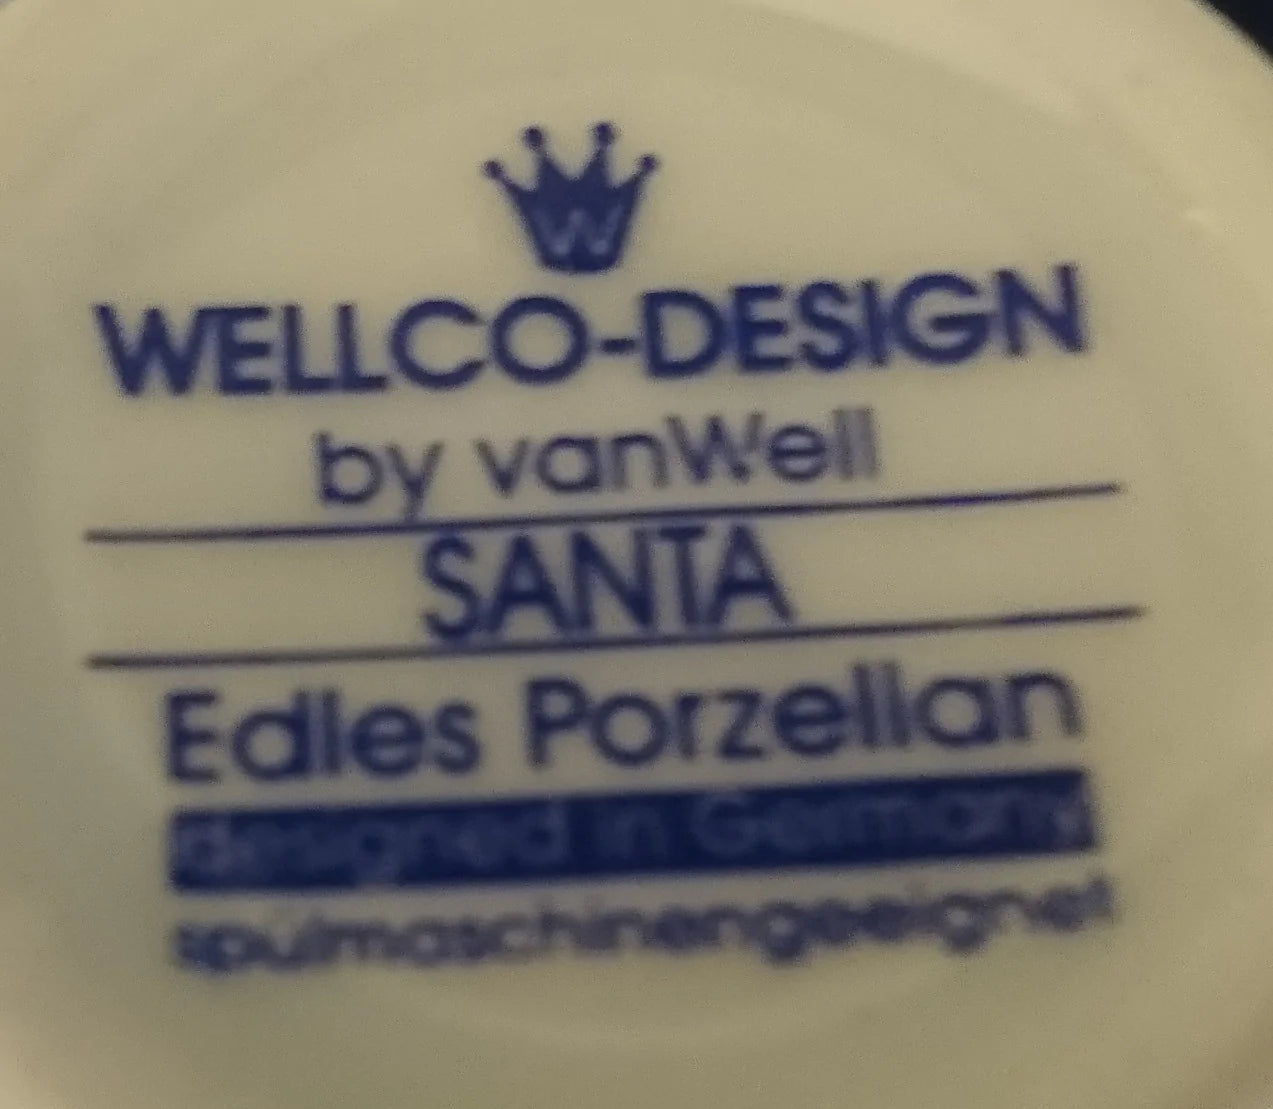 W
WELLCO-DESIGN
by vanWell
SANTA
Edles Porzellan
designed in Germany
spülmaschinengeeignet